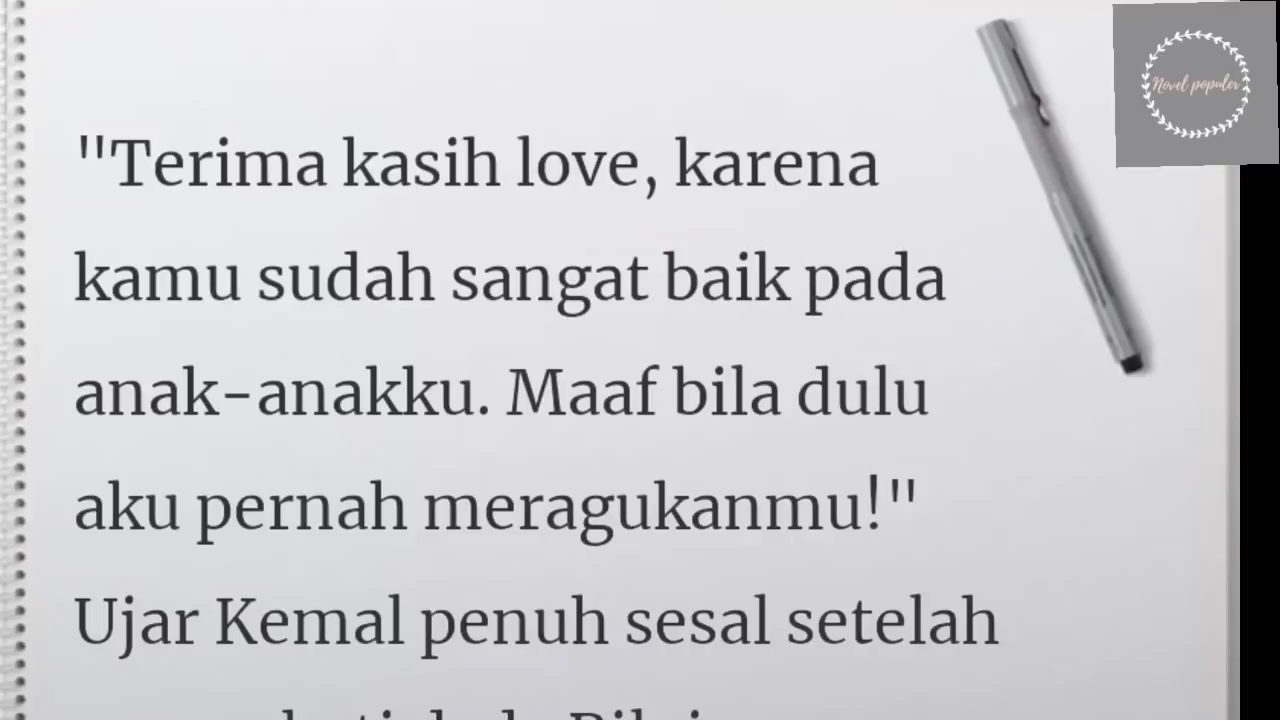 Novel populer
"Terima kasih love, karena
kamu sudah sangat baik pada
anak-anakku. Maaf bila dulu
aku pernah meragukanmu!"
Ujar Kemal penuh sesal setelah